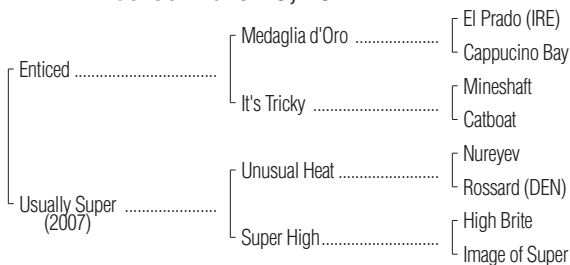 El Prado (IRE)
Medaglia d'Oro ....................
Cappucino Bay
Enticed ..................................
Mineshaft
It's Tricky ..............................
Catboat
Nureyev
Unusual Heat ........................
Rossard (DEN)
Usually Super ......................
(2007)
High Brite
Super High............................
Image of Super